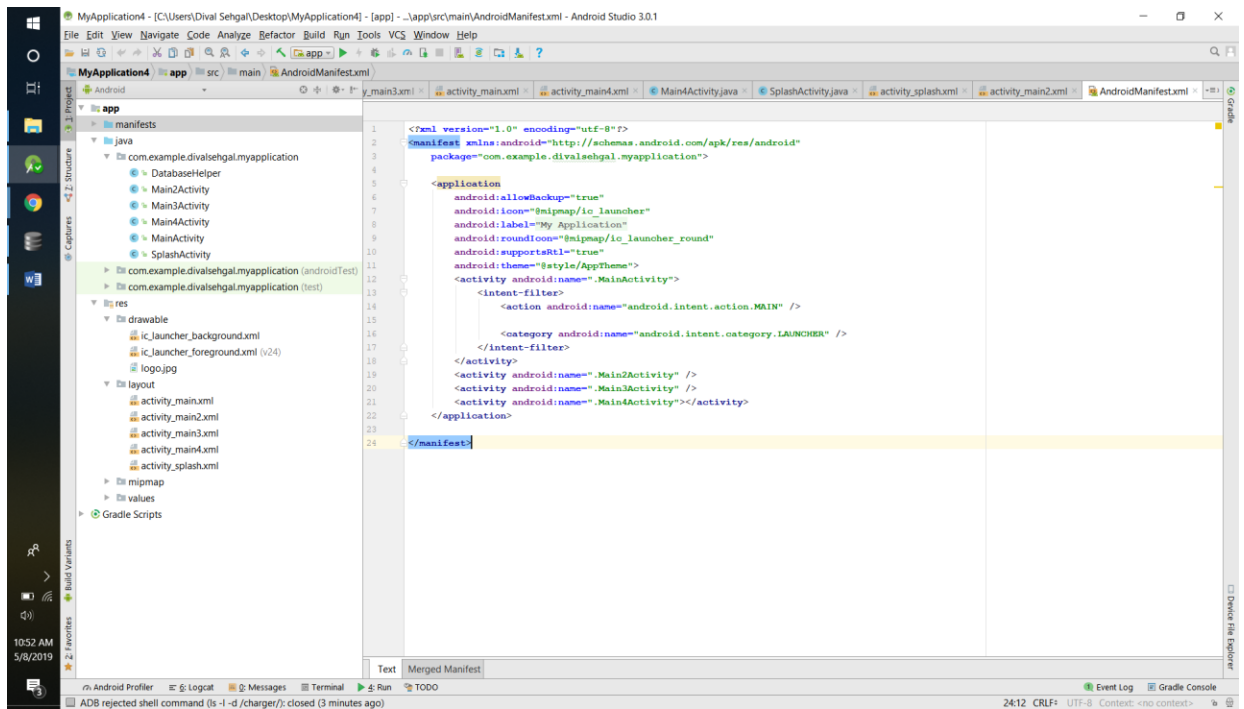 MyApplication4 - [C:\Users\Dival Sehgal\Desktop\MyApplication4] - [app] - ...\app\src\main\AndroidManifest.xml - Android Studio 3.0.1
File Edit View Navigate Code Analyze Refactor Build Run Tools VCS Window Help
app
MyApplication4 app src main AndroidManifest.xml
Android
y_main3.xml activity_main.xml activity_main4.xml Main4Activity.java SplashActivity.java activity_splash.xml activity_main2.xml AndroidManifest.xml
1: Project
Z: Structure
Captures
Build Variants
2: Favorites
app
manifests
java
com.example.divalsehgal.myapplication
DatabaseHelper
Main2Activity
Main3Activity
Main4Activity
MainActivity
SplashActivity
com.example.divalsehgal.myapplication (androidTest)
com.example.divalsehgal.myapplication (test)
res
drawable
ic_launcher_background.xml
ic_launcher_foreground.xml (v24)
logo.jpg
layout
activity_main.xml
activity_main2.xml
activity_main3.xml
activity_main4.xml
activity_splash.xml
mipmap
values
Gradle Scripts
1 <?xml version="1.0" encoding="utf-8"?>
2 <manifest xmlns:android="http://schemas.android.com/apk/res/android"
3 package="com.example.divalsehgal.myapplication">
4
5 <application
6 android:allowBackup="true"
7 android:icon="@mipmap/ic_launcher"
8 android:label="My Application"
9 android:roundIcon="@mipmap/ic_launcher_round"
10 android:supportsRtl="true"
11 android:theme="@style/AppTheme">
12 <activity android:name=".MainActivity">
13 <intent-filter>
14 <action android:name="android.intent.action.MAIN" />
15
16 <category android:name="android.intent.category.LAUNCHER" />
17 </intent-filter>
18 </activity>
19 <activity android:name=".Main2Activity" />
20 <activity android:name=".Main3Activity" />
21 <activity android:name=".Main4Activity"></activity>
22 </application>
23
24 </manifest>
Gradle
Device File Explorer
Text Merged Manifest
Android Profiler 6: Logcat 0: Messages Terminal 4: Run TODO
1 Event Log Gradle Console
ADB rejected shell command (ls -l -d /charger/): closed (3 minutes ago)
24:12 CRLF UTF-8 Context: <no context>
10:52 AM
5/8/2019
3